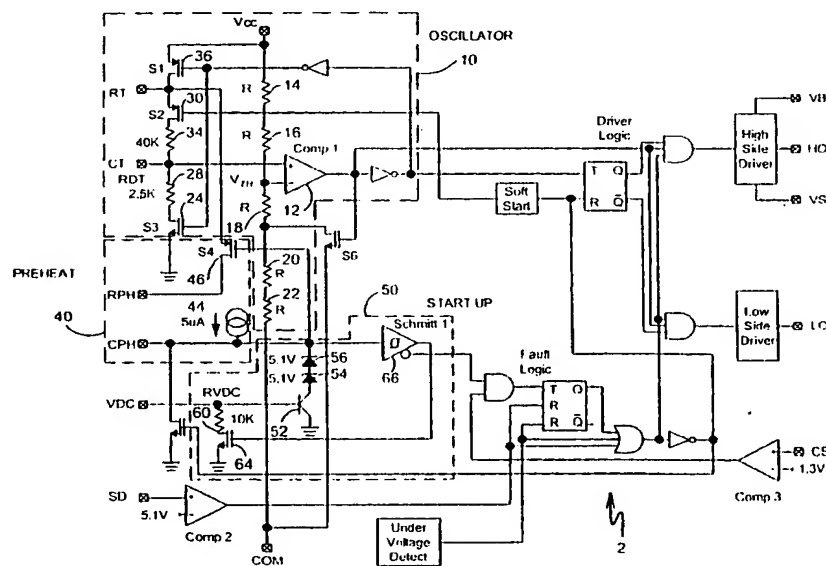 VCC
OSCILLATOR
10
S1
36
RT
R
14
S2
30
40K
34
R
16
Comp 1
CT
RDT
2.5K
28
VTH
12
S3
24
R
18
S4
46
S6
PREHEAT
40
RPH
20
R
22
R
44
5uA
CPH
50
START UP
Schmitt 1
66
5.1V
56
5.1V
54
VDC
RVDC
60
10K
52
64
SD
5.1V
Comp 2
COM
Under
Voltage
Detect
Soft
Start
Driver
Logic
T Q
R Q
High
Side
Driver
VB
HO
VS
Low
Side
Driver
Fault
Logic
T Q
R Q
R
CS
1.3V
Comp 3
2